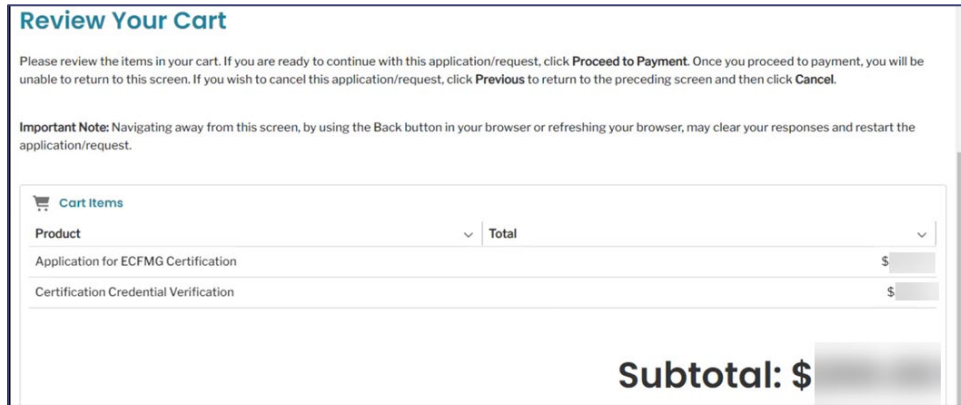 Review Your Cart
Please review the items in your cart. If you are ready to continue with this application/request, click Proceed to Payment. Once you proceed to payment, you will be
unable to return to this screen. If you wish to cancel this application/request, click Previous to return to the preceding screen and then click Cancel.
Important Note: Navigating away from this screen, by using the Back button in your browser or refreshing your browser, may clear your responses and restart the
application/request.
Cart Items
Product Total
Application for ECFMG Certification $
Certification Credential Verification $
Subtotal: $